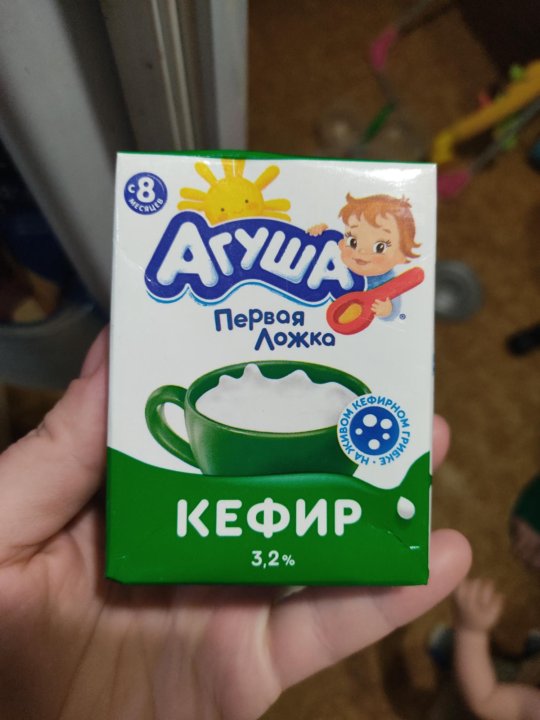 с 8
месяцев
Агуша
®
Первая
Ложка
НА ЖИВОМ КЕФИРНОМ ГРИБКЕ •
КЕФИР
3,2%